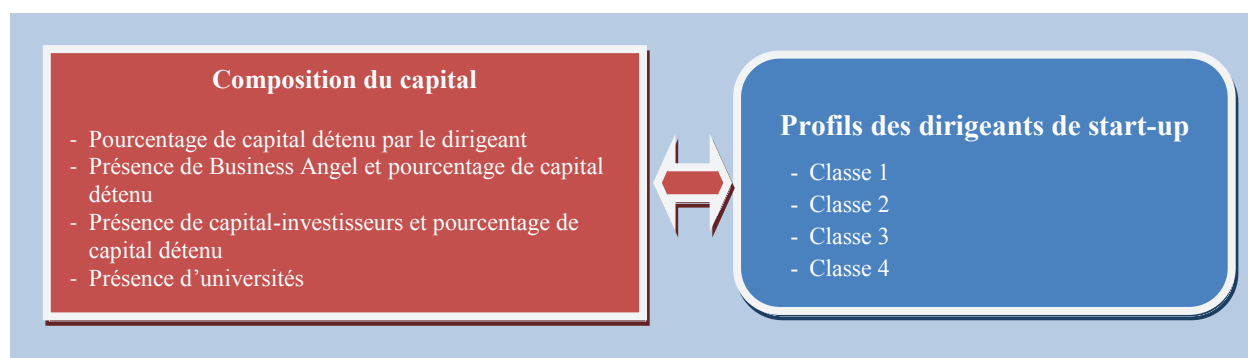 Composition du capital
- Pourcentage de capital détenu par le dirigeant
- Présence de Business Angel et pourcentage de capital
détenu
- Présence de capital-investisseurs et pourcentage de
capital détenu
- Présence d’universités
Profils des dirigeants de start-up
- Classe 1
- Classe 2
- Classe 3
- Classe 4